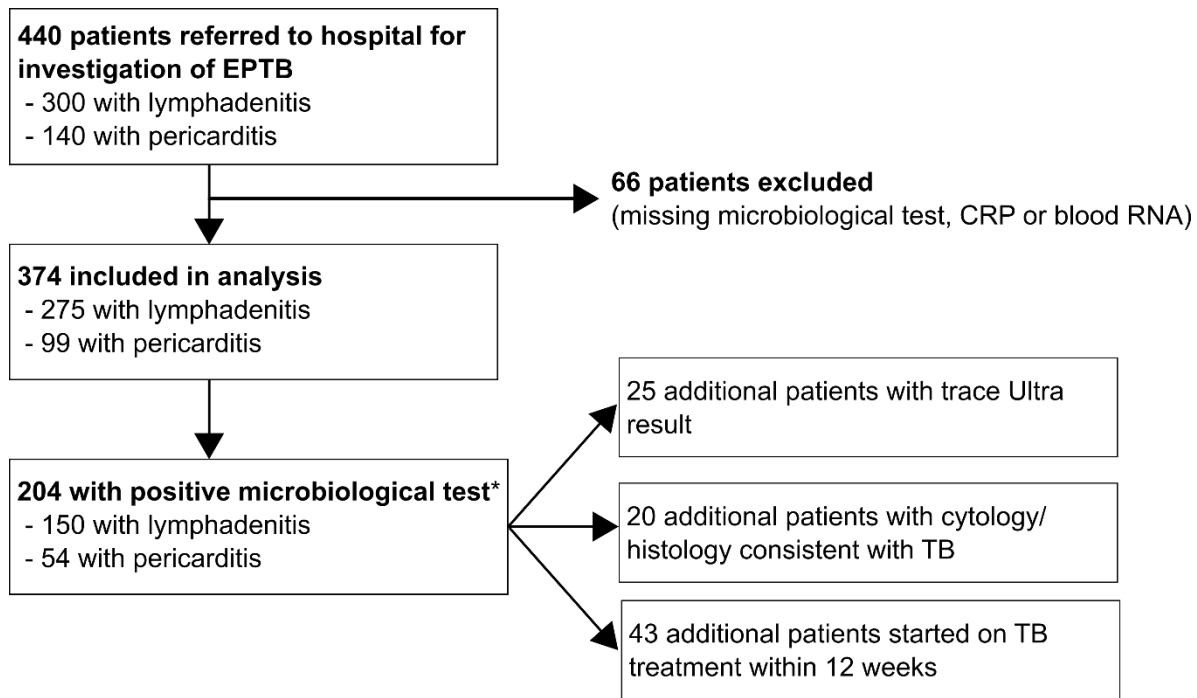 440 patients referred to hospital for
investigation of EPTB
- 300 with lymphadenitis
- 140 with pericarditis
66 patients excluded
(missing microbiological test, CRP or blood RNA)
374 included in analysis
- 275 with lymphadenitis
- 99 with pericarditis
204 with positive microbiological test*
- 150 with lymphadenitis
- 54 with pericarditis
25 additional patients with trace Ultra
result
20 additional patients with cytology/
histology consistent with TB
43 additional patients started on TB
treatment within 12 weeks